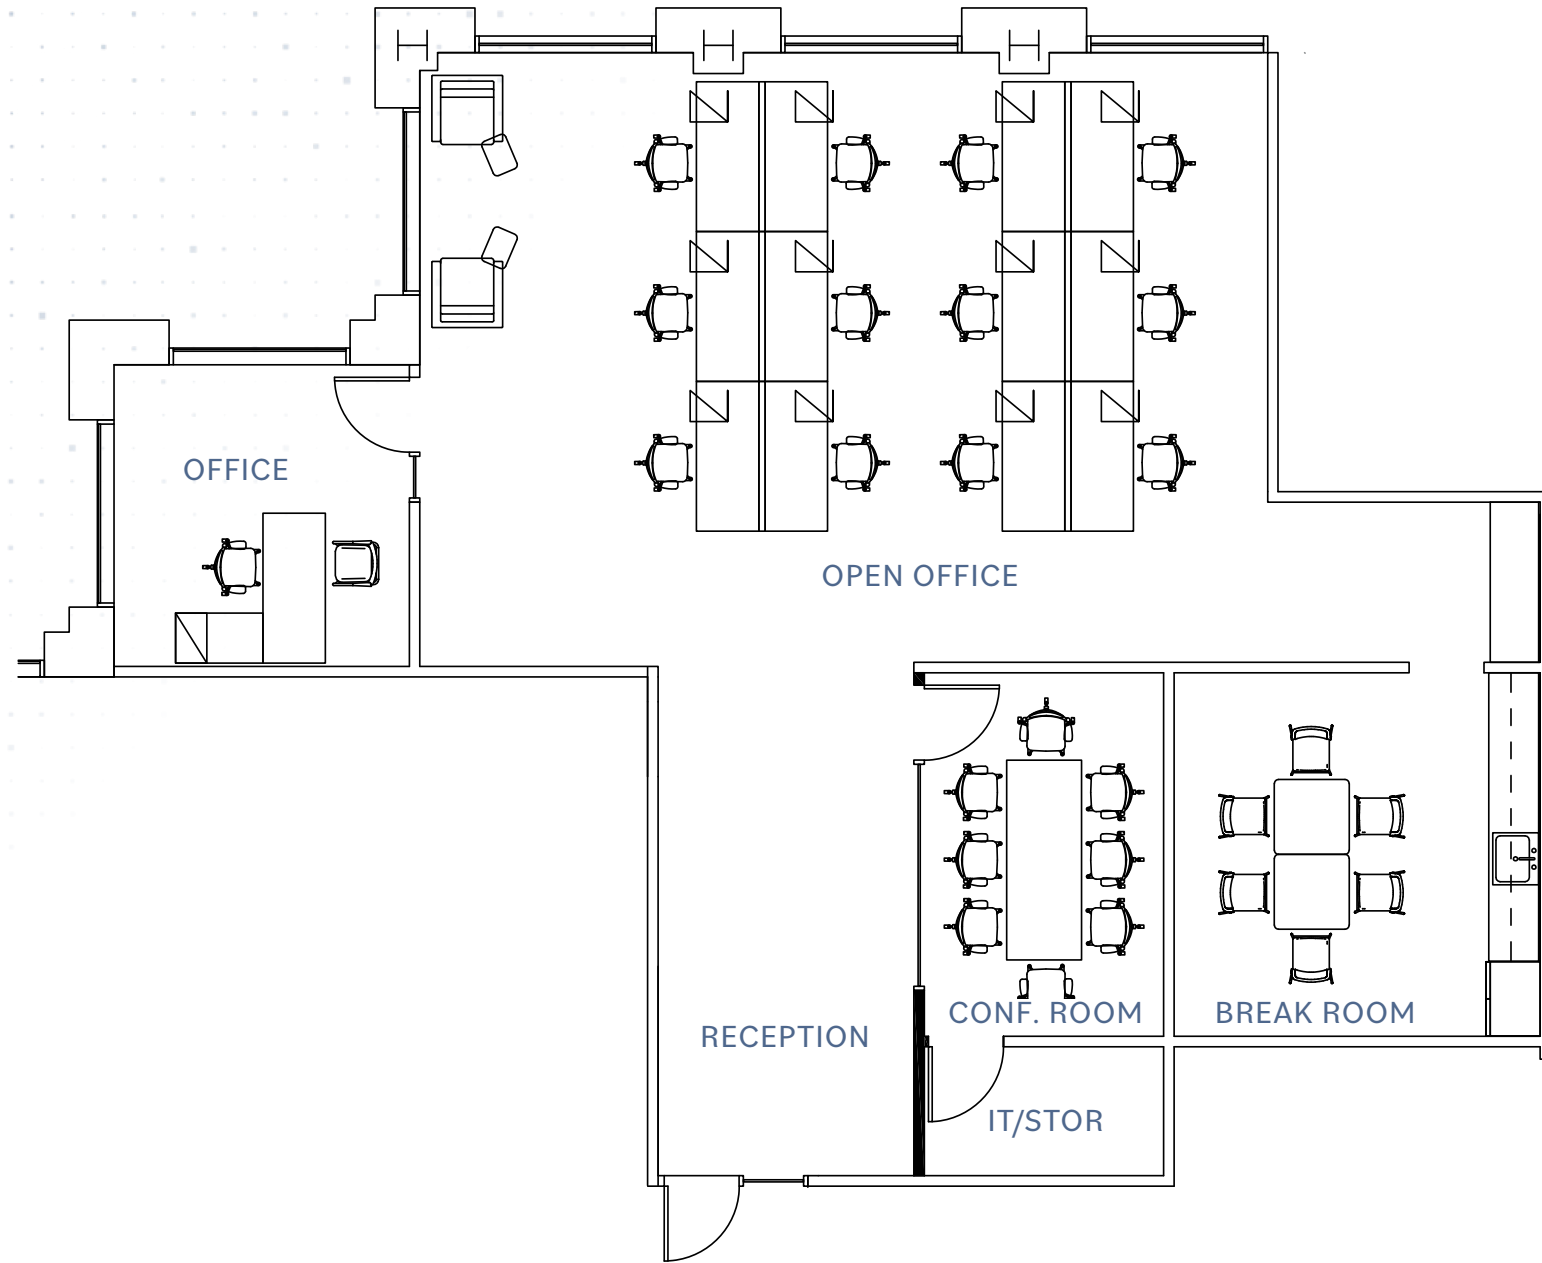 OFFICE
OPEN OFFICE
CONF. ROOM
BREAK ROOM
RECEPTION
IT/STOR